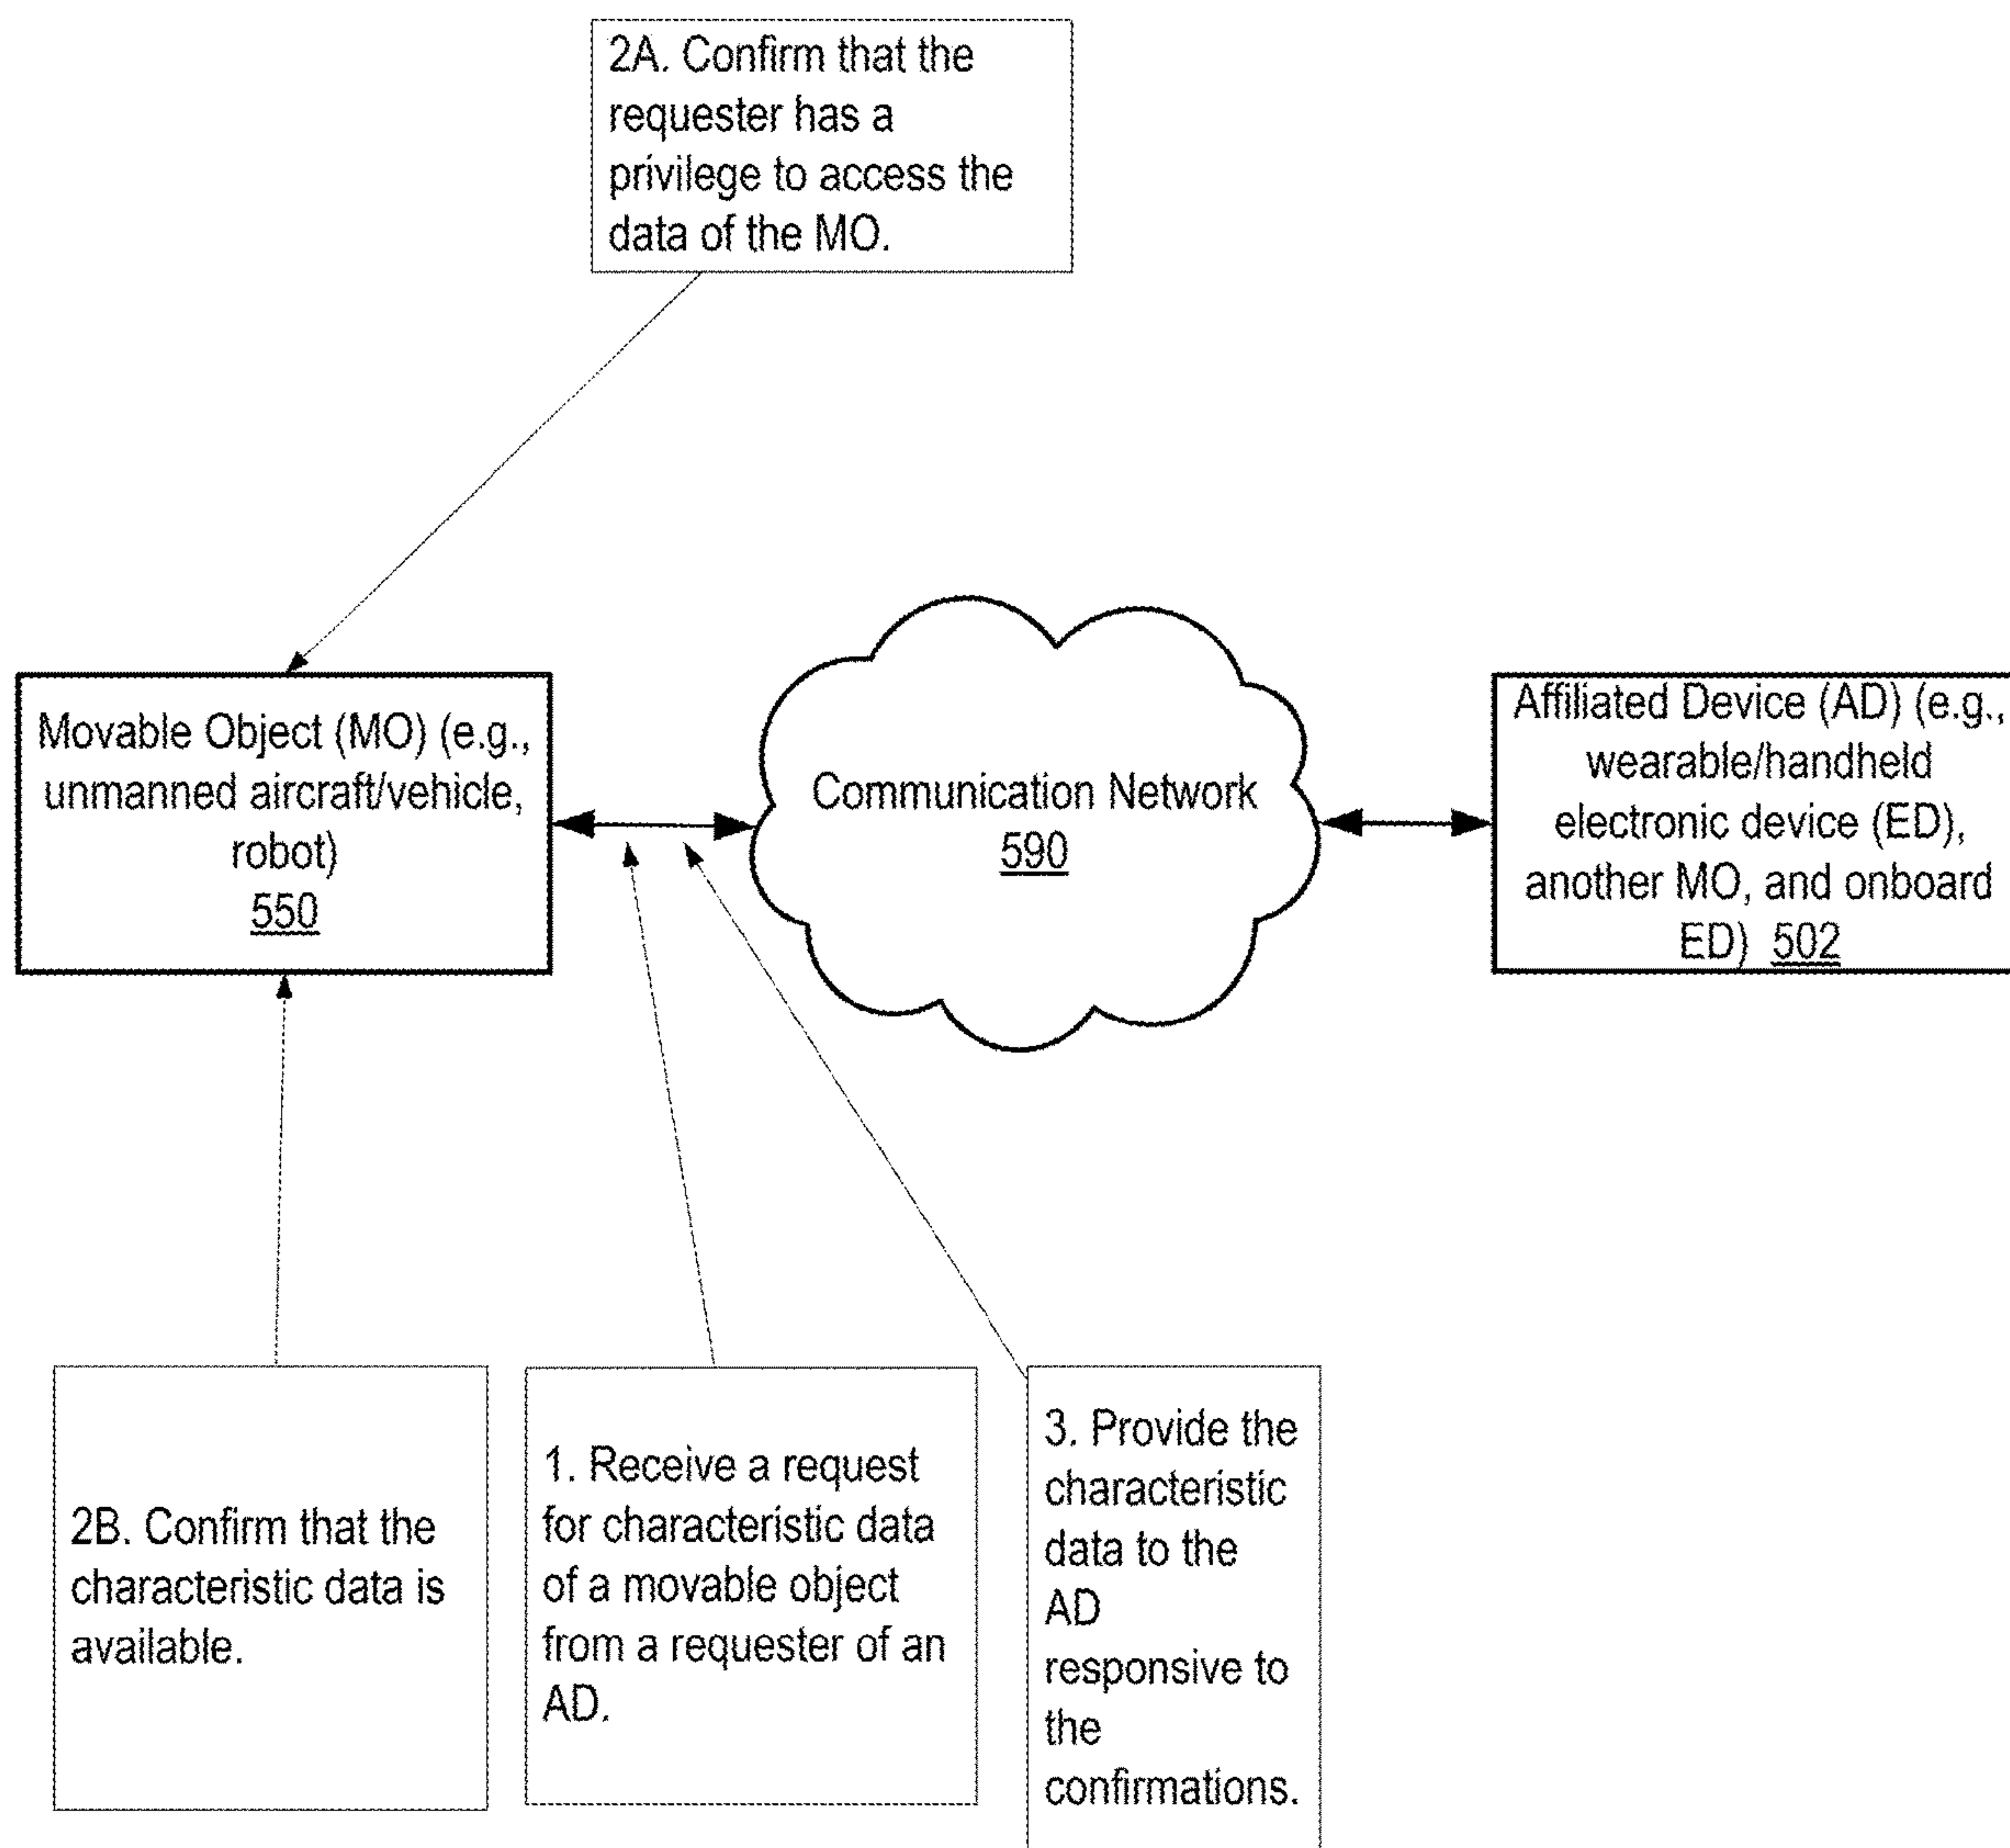 2A. Confirm that the
requester has a
privilege to access the
data of the MO.
Movable Object (MO) (e.g.,
unmanned aircraft/vehicle,
robot)
550
Communication Network
590
Affiliated Device (AD) (e.g.,
wearable/handheld
electronic device (ED),
another MO, and onboard
ED) 502
2B. Confirm that the
characteristic data is
available.
1. Receive a request
for characteristic data
of a movable object
from a requester of an
AD.
3. Provide the
characteristic
data to the
AD
responsive to
the
confirmations.